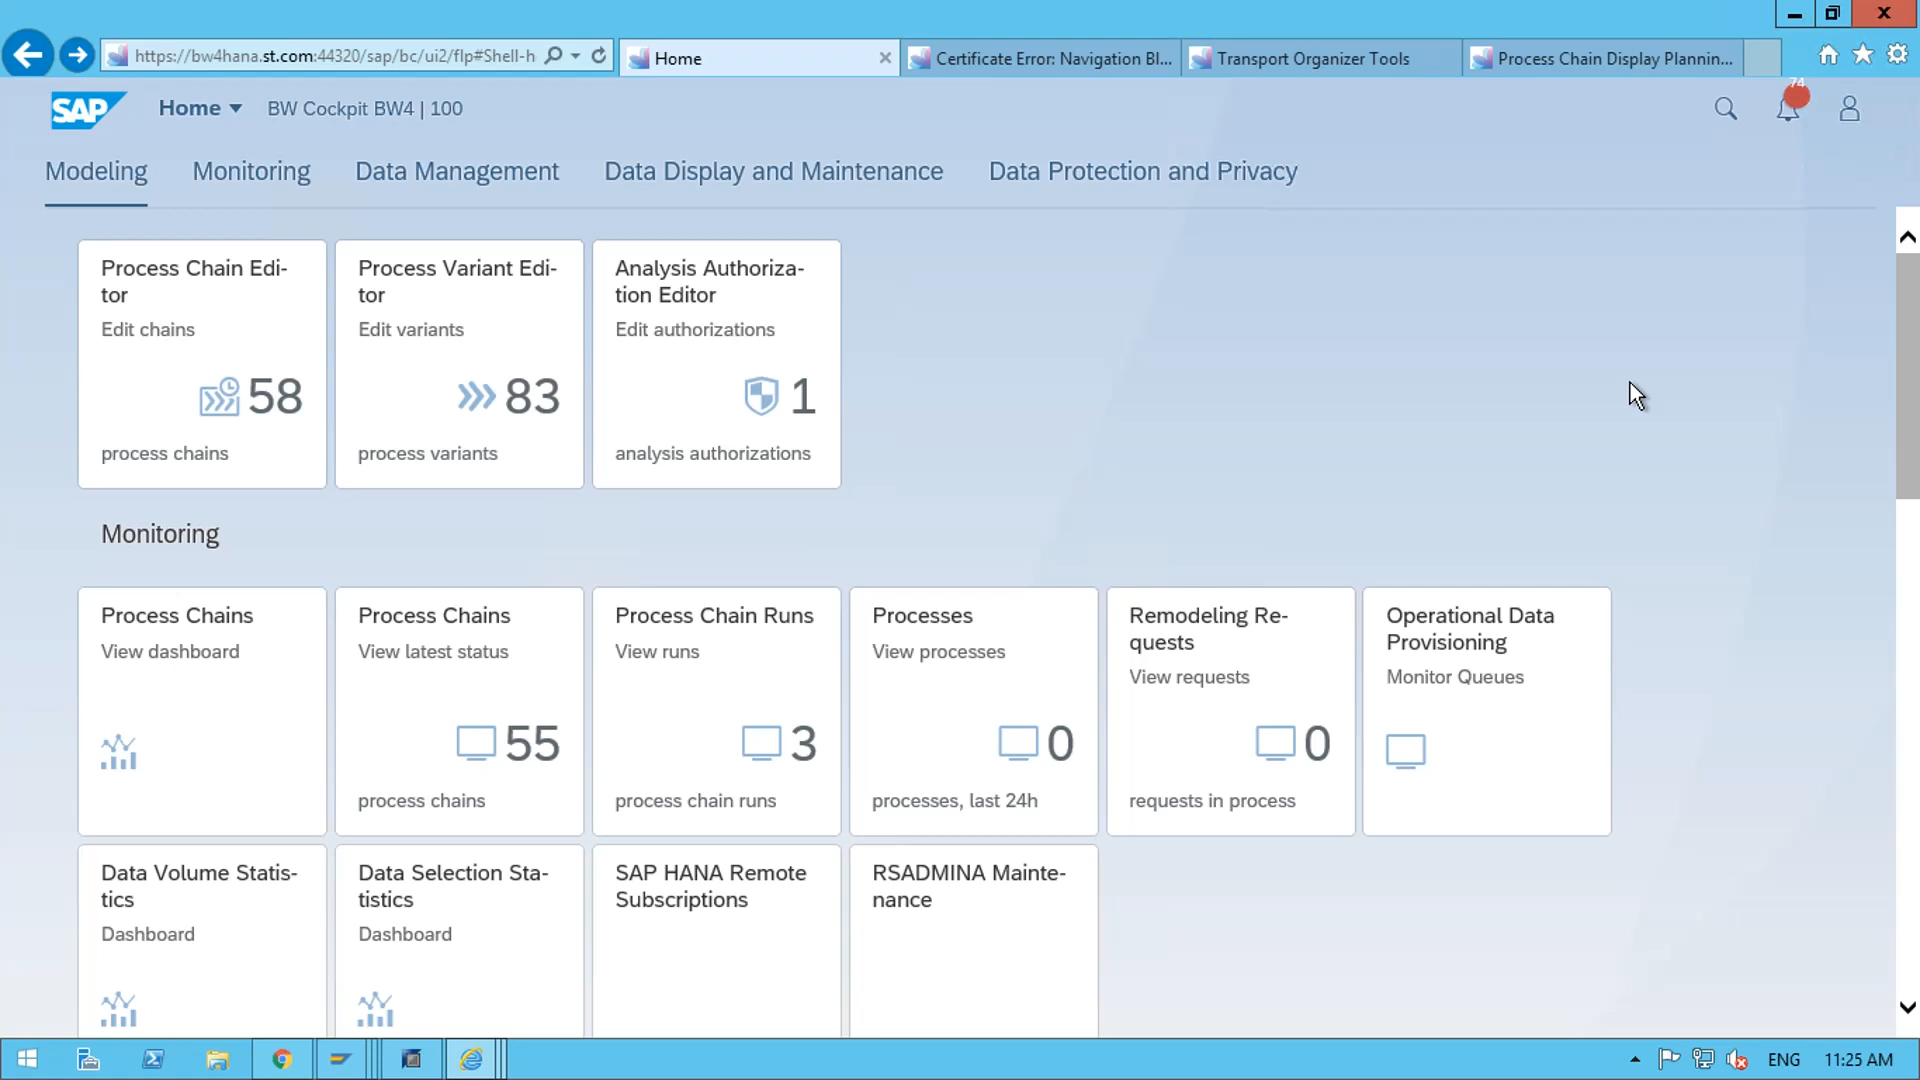 https://bw4hana.st.com:44320/sap/bc/ui2/flp#Shell-h
Home
Certificate Error: Navigation Bl...
Transport Organizer Tools
Process Chain Display Plannin...
SAP
Home
BW Cockpit BW4 | 100
74
Modeling
Monitoring
Data Management
Data Display and Maintenance
Data Protection and Privacy
Process Chain Edi-
tor
Edit chains
58
process chains
Process Variant Edi-
tor
Edit variants
83
process variants
Analysis Authoriza-
tion Editor
Edit authorizations
1
analysis authorizations
Monitoring
Process Chains
View dashboard
Process Chains
View latest status
55
process chains
Process Chain Runs
View runs
3
process chain runs
Processes
View processes
0
processes, last 24h
Remodeling Re-
quests
View requests
0
requests in process
Operational Data
Provisioning
Monitor Queues
Data Volume Statis-
tics
Dashboard
Data Selection Sta-
tistics
Dashboard
SAP HANA Remote
Subscriptions
RSADMINA Mainte-
nance
ENG
11:25 AM